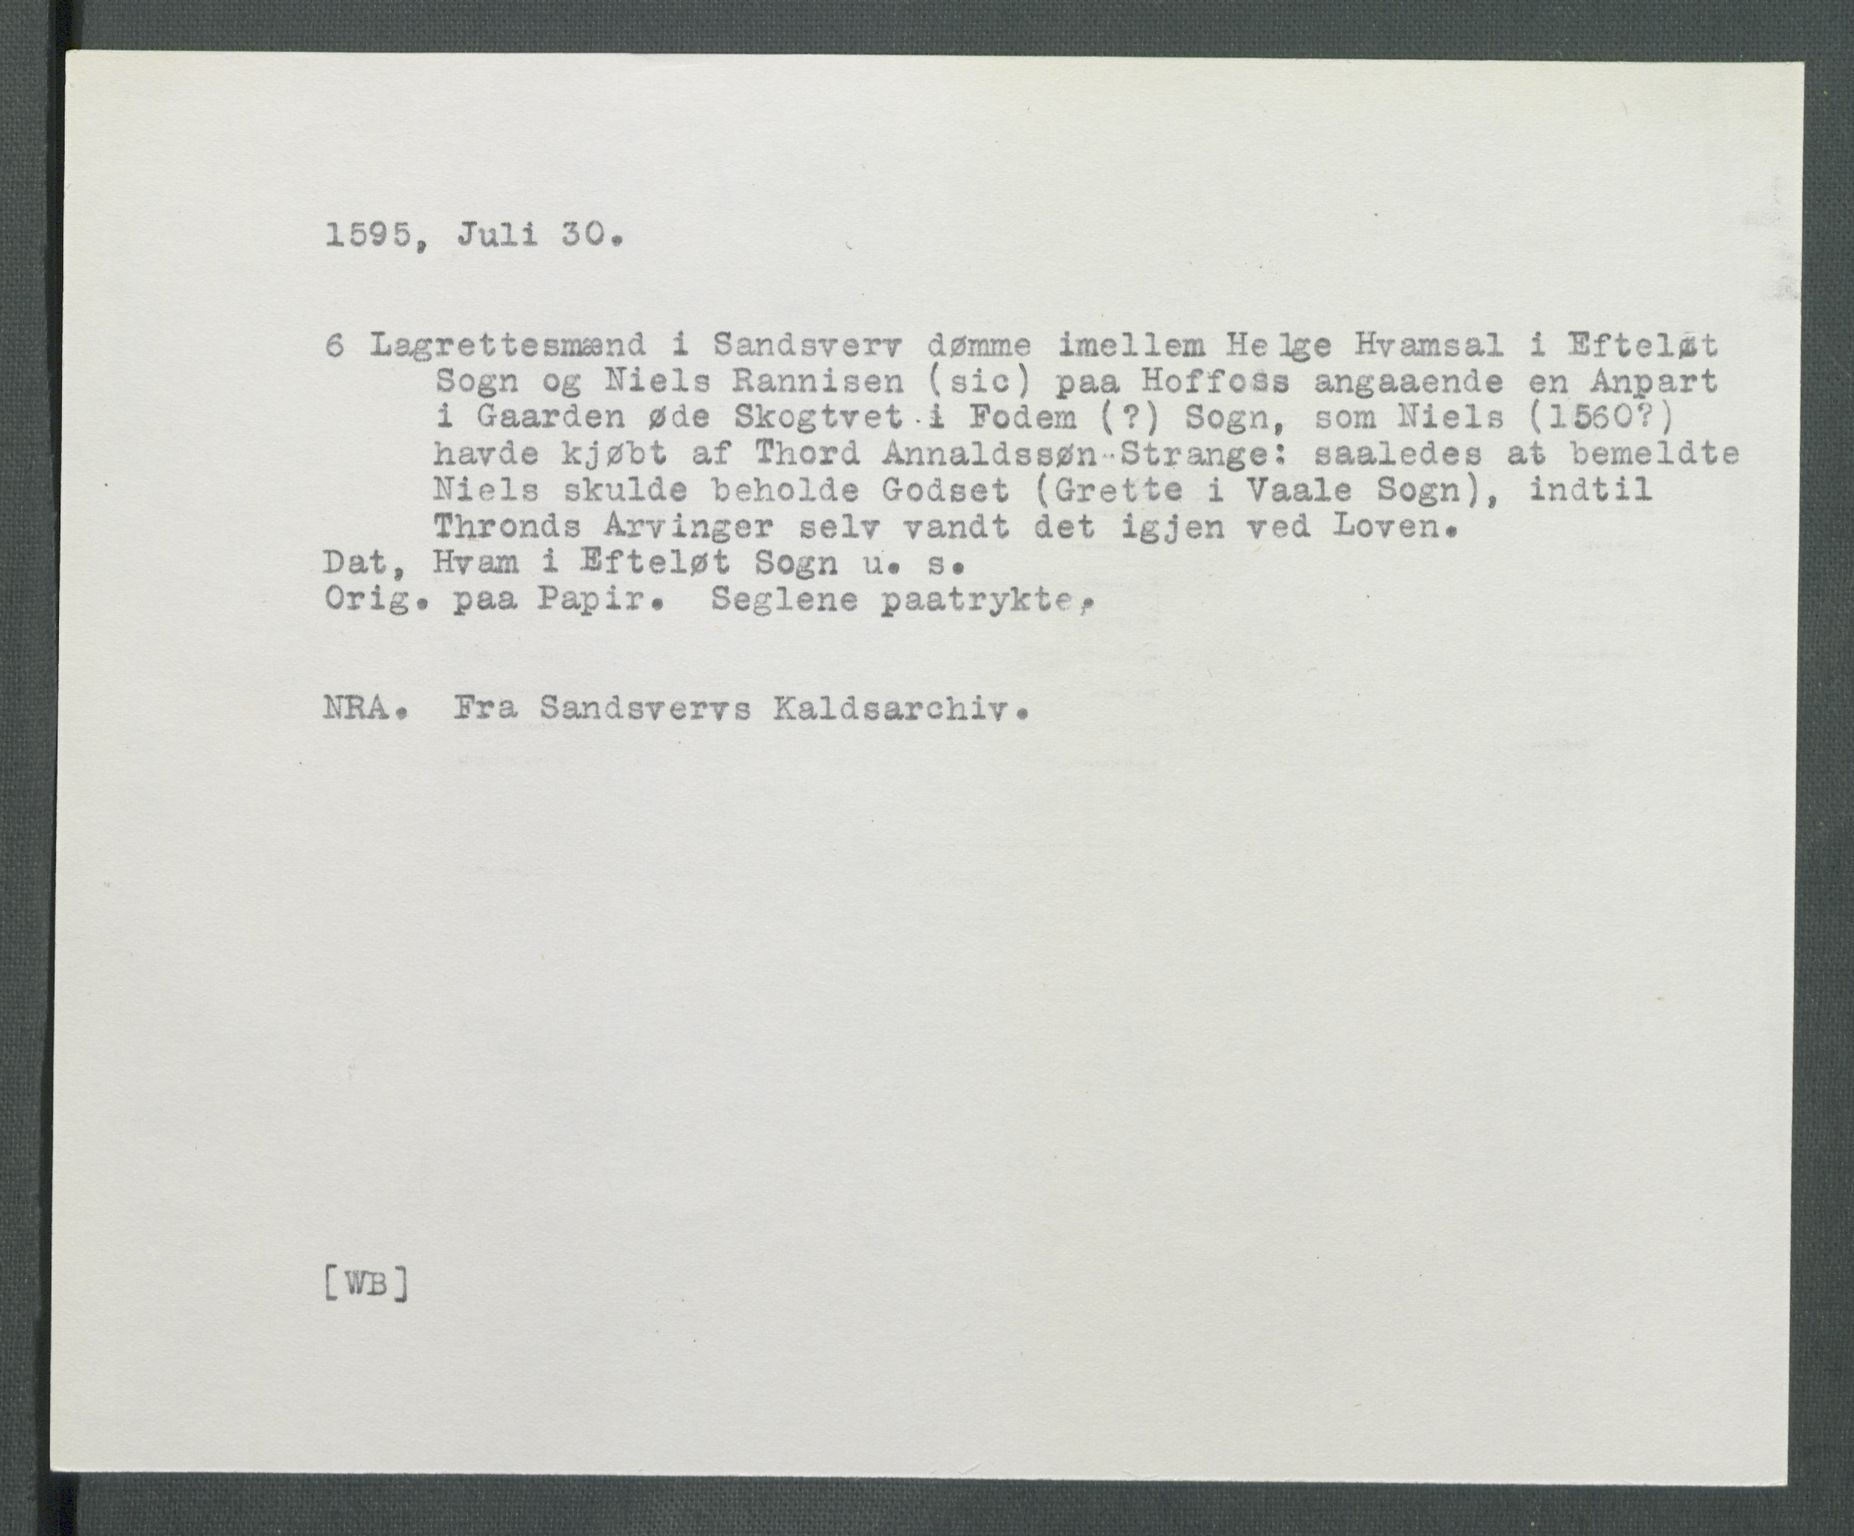 1595, Juli 30.
6 Lagrettesmænd i Sandsverv dømme imellem Helge Hvamsal i Efteløt
Sogn og Niels Rannisen (sic) paa Hoffoss angaaende en Anpart
i Gaarden øde Skogtvet i Fodem (?) Sogn, som Niels (1560?)
havde kjøbt af Thord Annaldssøn Strange: saaledes at bemeldte
Niels skulde beholde Godset (Grette i Vaale Sogn), indtil
Thronds Arvinger selv vandt det igjen ved Loven.
Dat, Hvam i Efteløt Sogn u. s.
Orig. paa Papir. Seglene paatrykte.
NRA. Fra Sandsvervs Kaldsarchiv.
[WB]